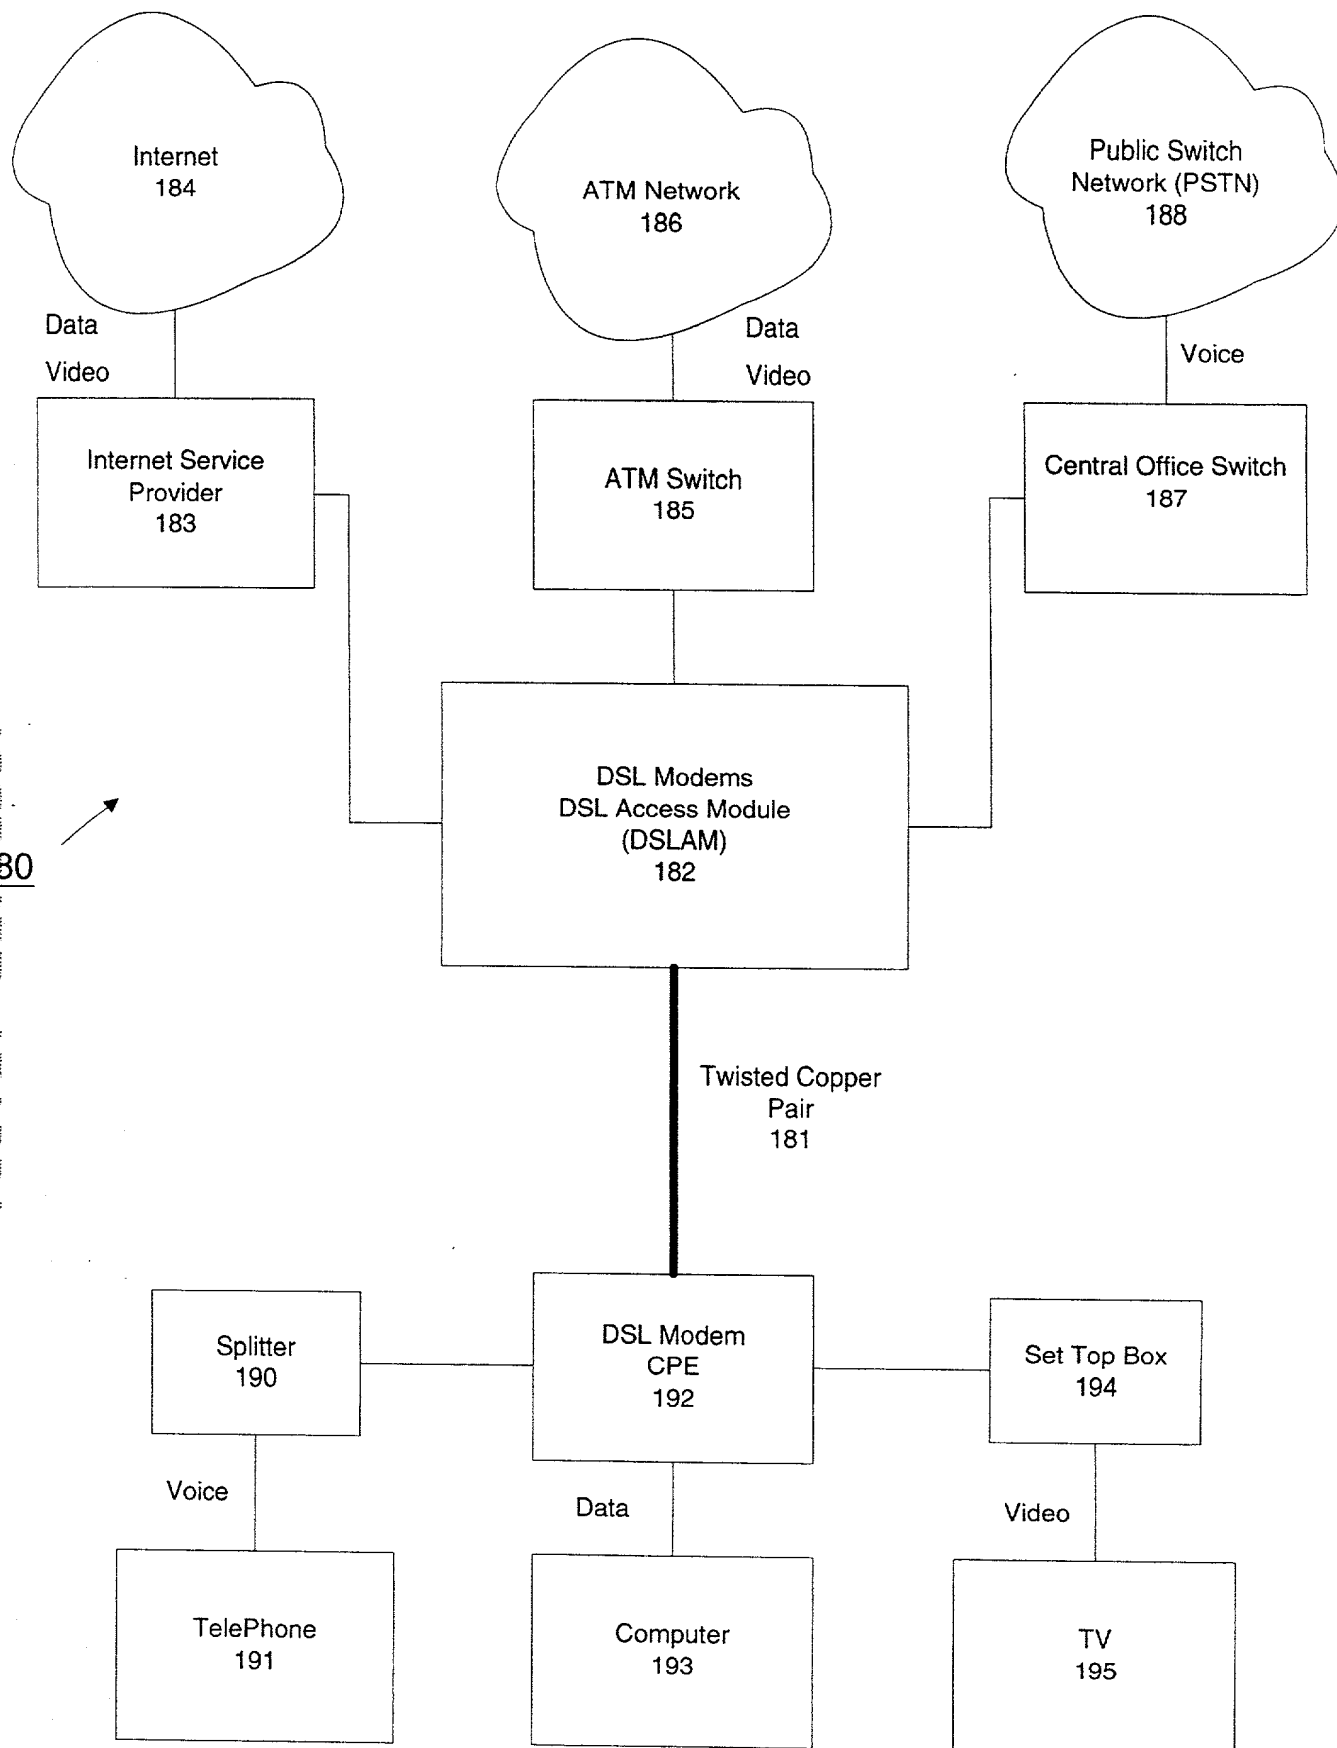 Internet
184
ATM Network
186
Public Switch
Network (PSTN)
188
Data
Video
Data
Video
Voice
Internet Service
Provider
183
ATM Switch
185
Central Office Switch
187
DSL Modems
DSL Access Module
(DSLAM)
182
80
Twisted Copper
Pair
181
Splitter
190
DSL Modem
CPE
192
Set Top Box
194
Voice
Data
Video
TelePhone
191
Computer
193
TV
195